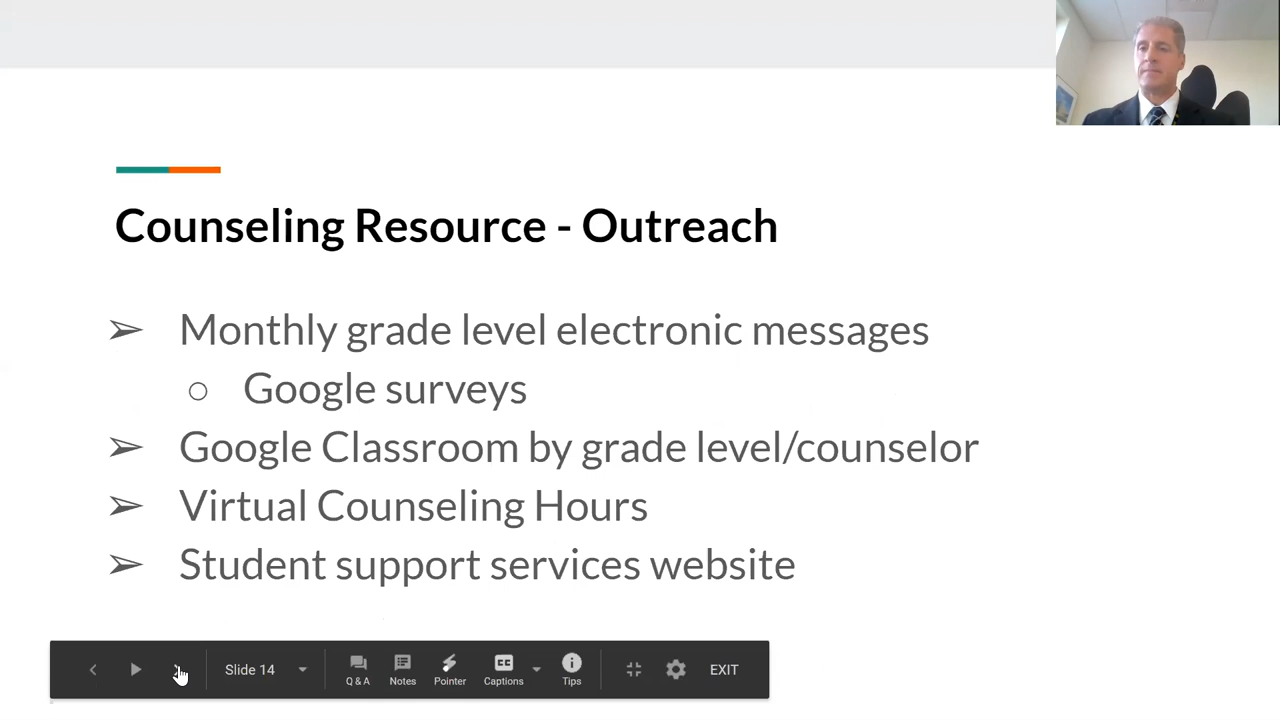 Counseling Resource - Outreach
➢ Monthly grade level electronic messages
○ Google surveys
➢ Google Classroom by grade level/counselor
➢ Virtual Counseling Hours
➢ Student support services website
Slide 14 Q & A Notes Pointer CC Captions Tips EXIT